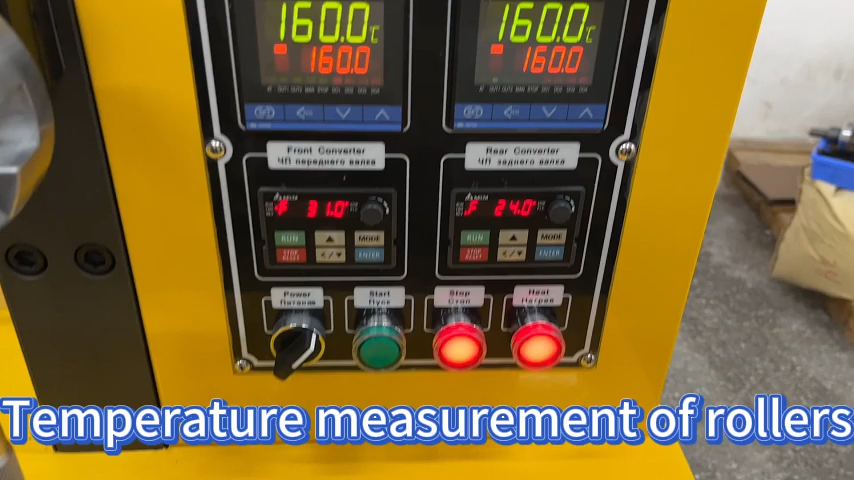 160.0 ℃
160.0
160.0 ℃
160.0
Front Converter
ЧП переднего валка
Rear Converter
ЧП заднего валка
F 31.0
F 24.0
RUN
MODE
STOP
RESET
ENTER
RUN
MODE
STOP
RESET
ENTER
Power
Питание
Start
Пуск
Stop
Стоп
Heat
Нагрев
Temperature measurement of rollers